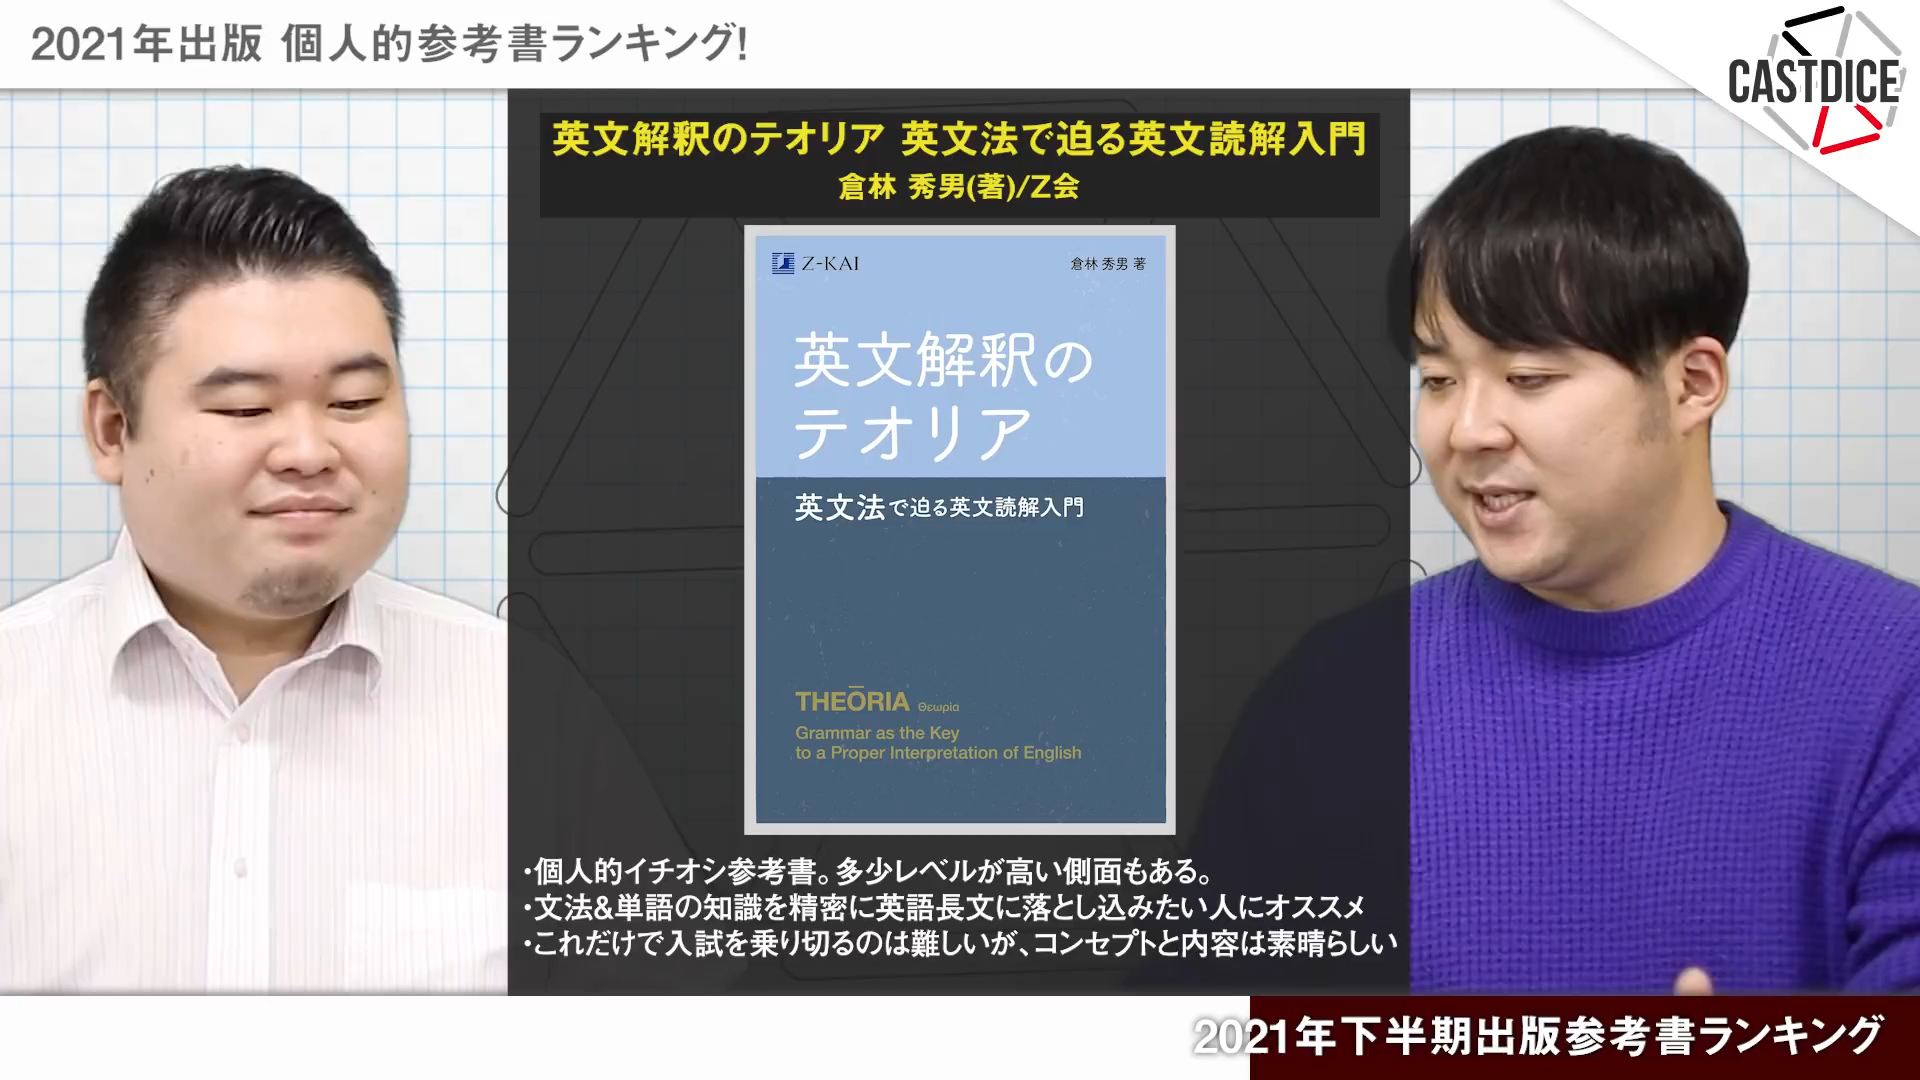 2021年出版 個人的参考書ランキング!
CASTDICE
英文解釈のテオリア 英文法で迫る英文読解入門
倉林 秀男(著)/Z会
Z-KAI
倉林 秀男 著
英文解釈の
テオリア
英文法で迫る英文読解入門
THEŌRIA Θεωρία
Grammar as the Key
to a Proper Interpretation of English
・個人的イチオシ参考書。多少レベルが高い側面もある。
・文法&単語の知識を精密に英語長文に落とし込みたい人にオススメ
・これだけで入試を乗り切るのは難しいが、コンセプトと内容は素晴らしい
2021年下半期出版参考書ランキング